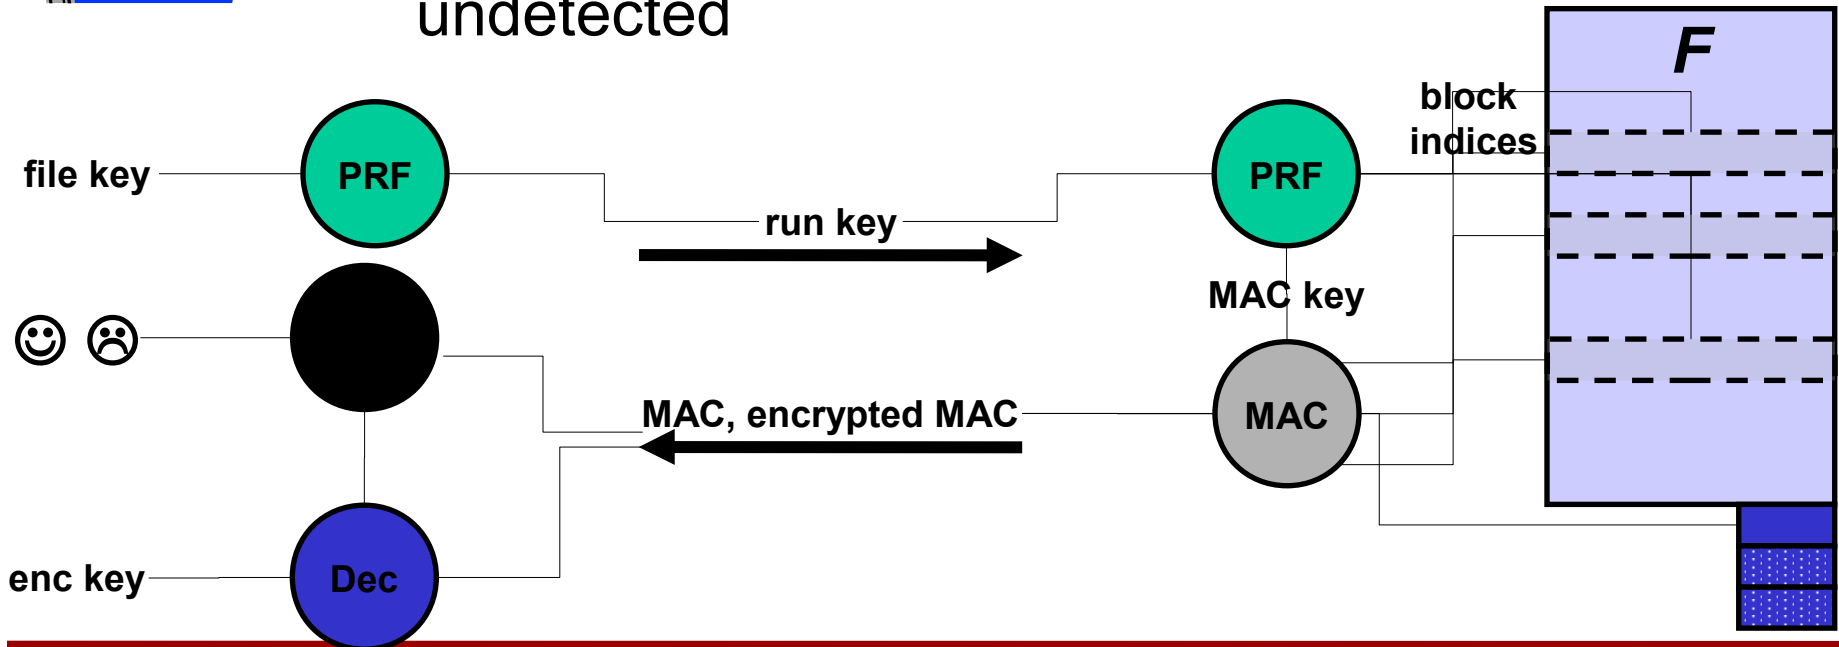 undetected
F
block
indices
file key
PRF
PRF
run key
MAC key
MAC, encrypted MAC
MAC
enc key
Dec